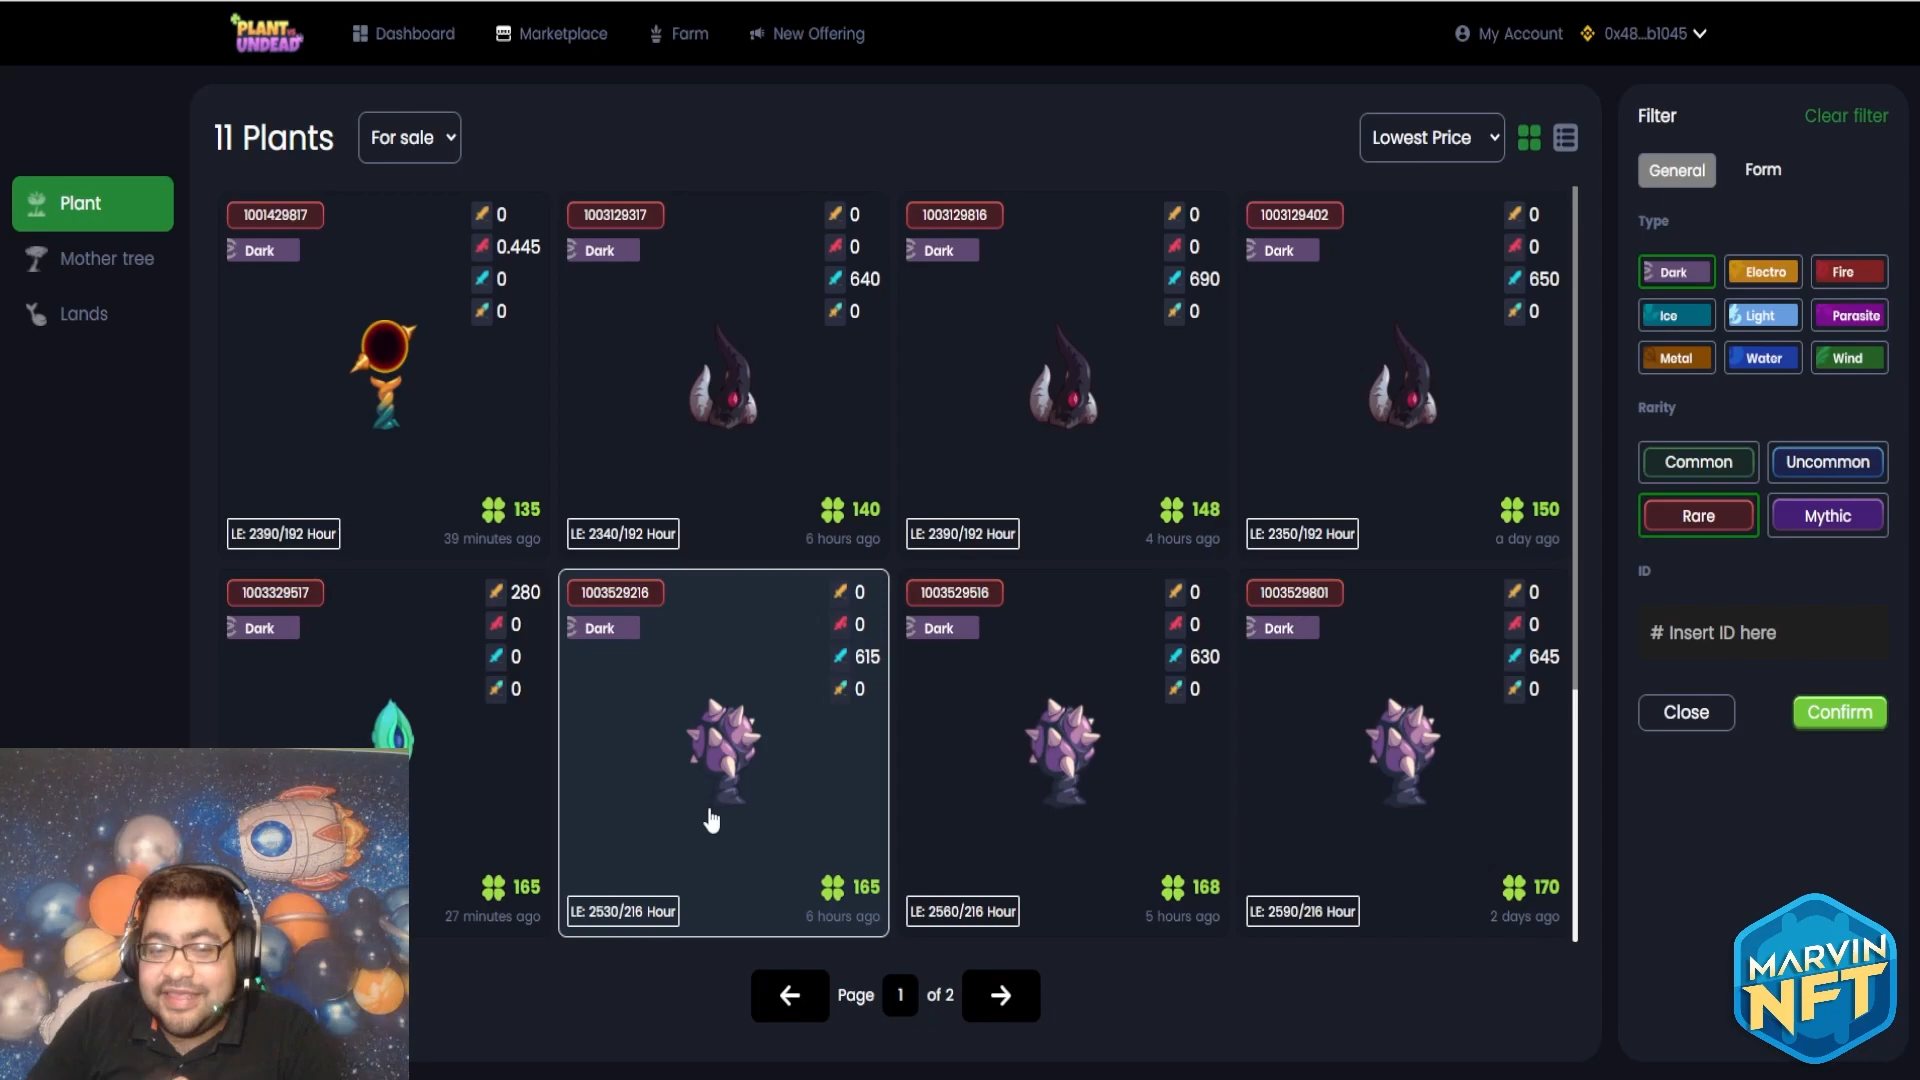 PLANT VS. UNDEAD
Dashboard Marketplace Farm New Offering My Account 0x48...b1045
11 Plants For sale Lowest Price
Plant
Mother tree
Lands
1001429817 0
Dark 0.445
0
0
135
LE: 2390/192 Hour 39 minutes ago
1003129317 0
Dark 0
640
0
140
LE: 2340/192 Hour 6 hours ago
1003129816 0
Dark 0
690
0
148
LE: 2390/192 Hour 4 hours ago
1003129402 0
Dark 0
650
0
150
LE: 2350/192 Hour a day ago
1003329517 280
Dark 0
0
0
165
27 minutes ago
1003529216 0
Dark 0
615
0
165
LE: 2530/216 Hour 6 hours ago
1003529516 0
Dark 0
630
0
168
LE: 2560/216 Hour 5 hours ago
1003529801 0
Dark 0
645
0
170
LE: 2590/216 Hour 2 days ago
Page 1 of 2
Filter Clear filter
General Form
Type
Dark Electro Fire
Ice Light Parasite
Metal Water Wind
Rarity
Common Uncommon
Rare Mythic
ID
# Insert ID here
Close Confirm
MARVIN
NFT